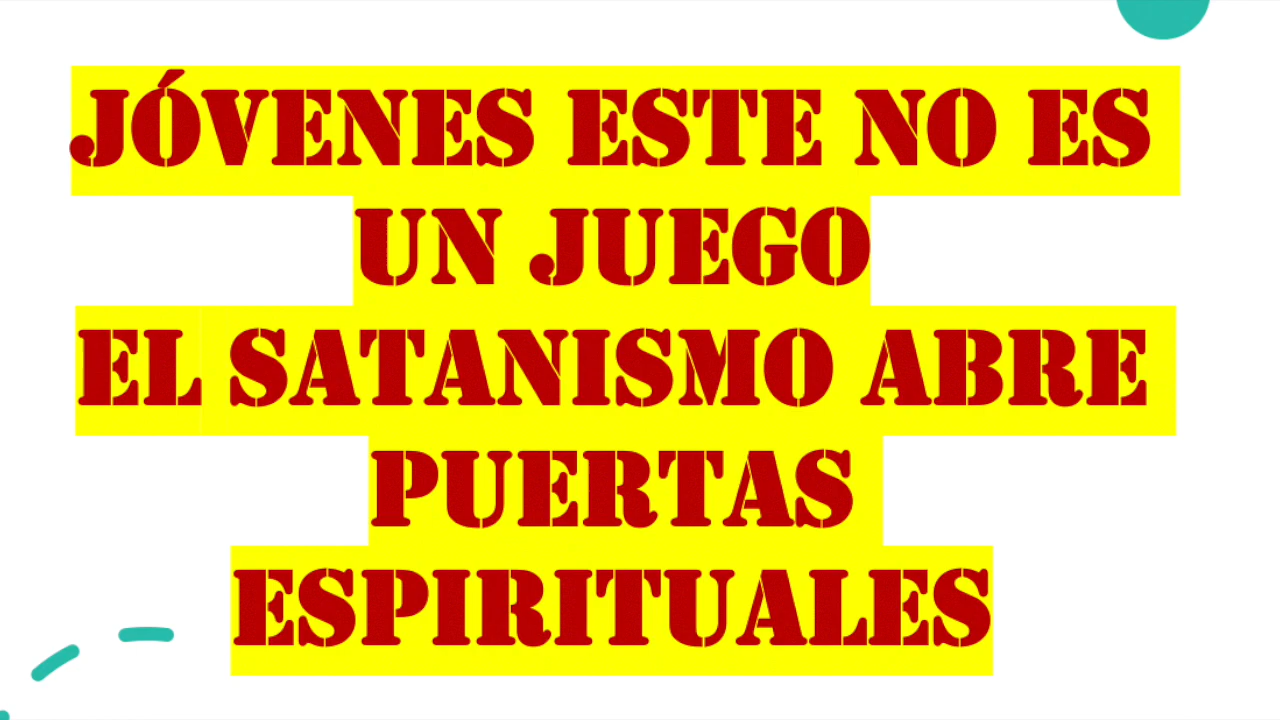 JÓVENES ESTE NO ES
UN JUEGO
EL SATANISMO ABRE
PUERTAS
ESPIRITUALES